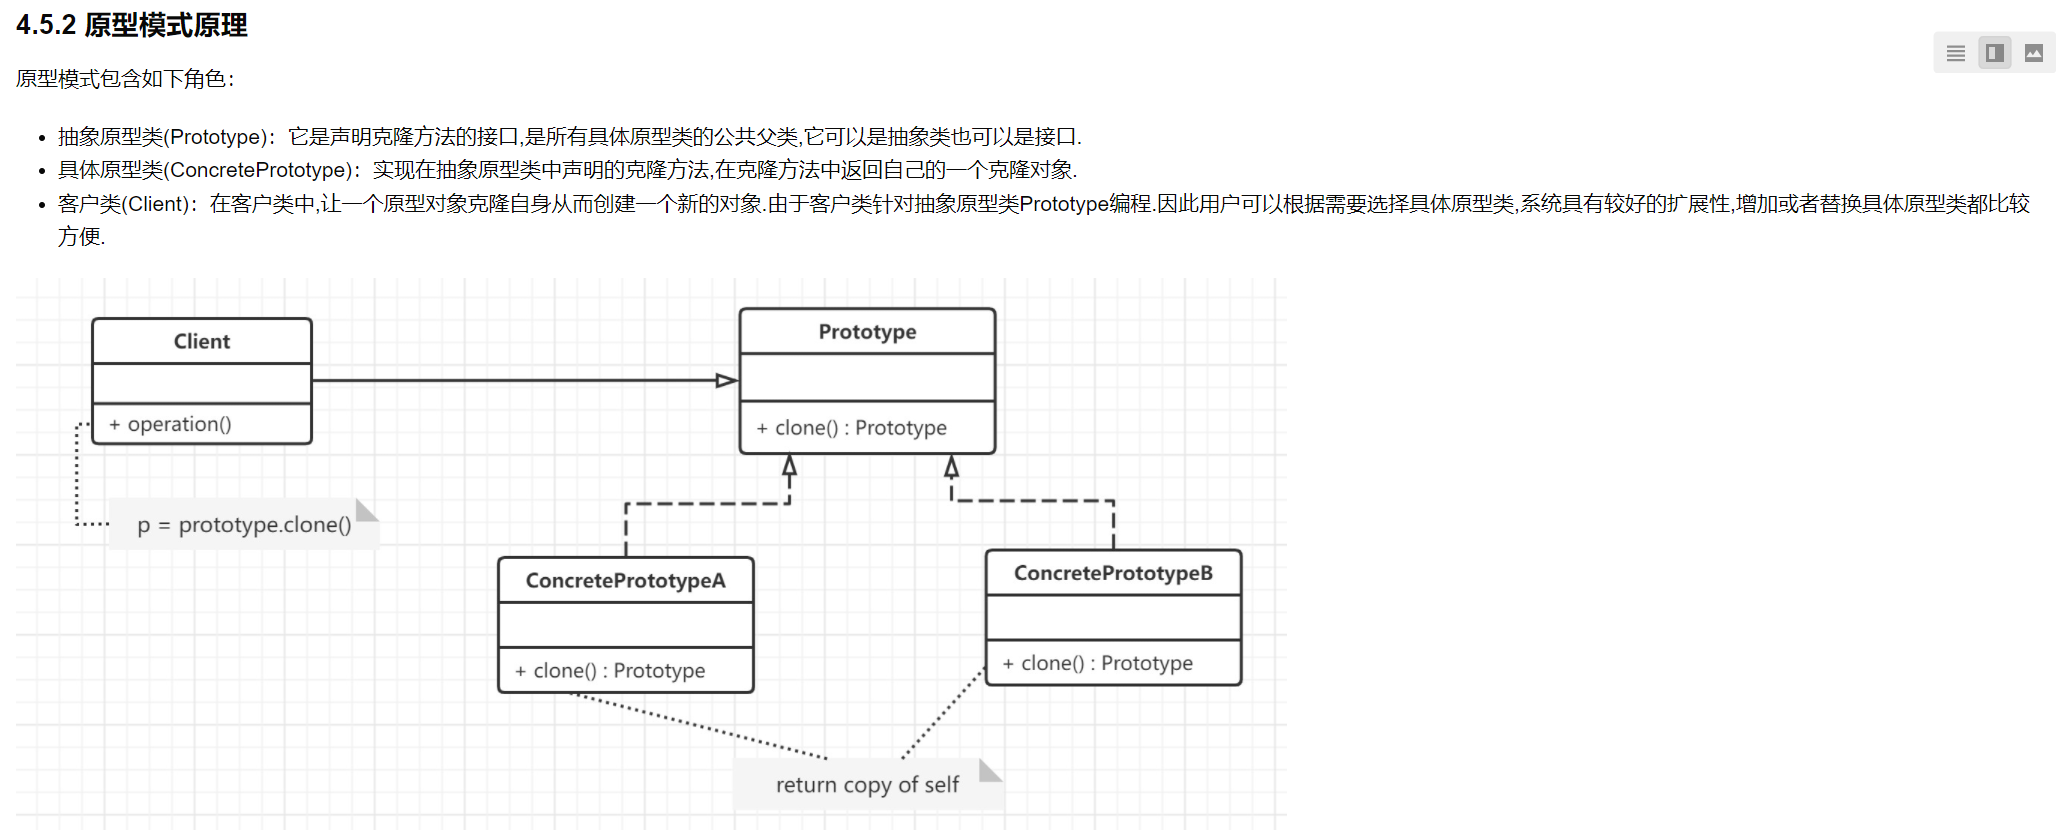 4.5.2 原型模式原理
原型模式包含如下角色：
抽象原型类(Prototype)：它是声明克隆方法的接口,是所有具体原型类的公共父类,它可以是抽象类也可以是接口.
具体原型类(ConcretePrototype)：实现在抽象原型类中声明的克隆方法,在克隆方法中返回自己的一个克隆对象.
客户类(Client)：在客户类中,让一个原型对象克隆自身从而创建一个新的对象.由于客户类针对抽象原型类Prototype编程.因此用户可以根据需要选择具体原型类,系统具有较好的扩展性,增加或者替换具体原型类都比较
方便.
Client
+ operation()
p = prototype.clone()
Prototype
+ clone() : Prototype
ConcretePrototypeA
+ clone() : Prototype
ConcretePrototypeB
+ clone() : Prototype
return copy of self